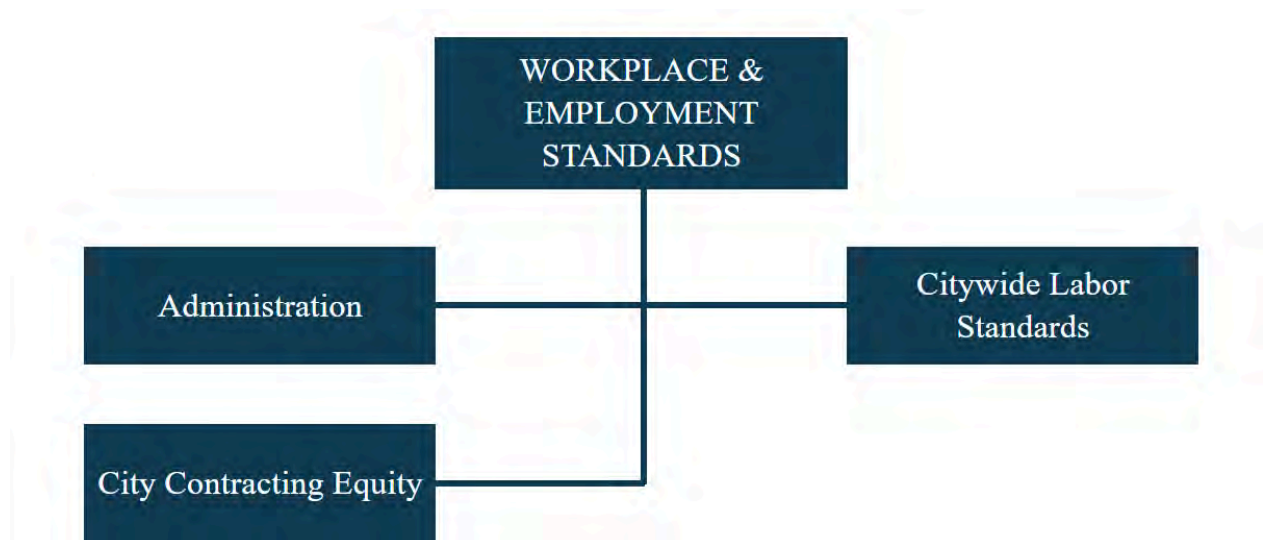 WORKPLACE &
EMPLOYMENT
STANDARDS
Administration
Citywide Labor
Standards
City Contracting Equity